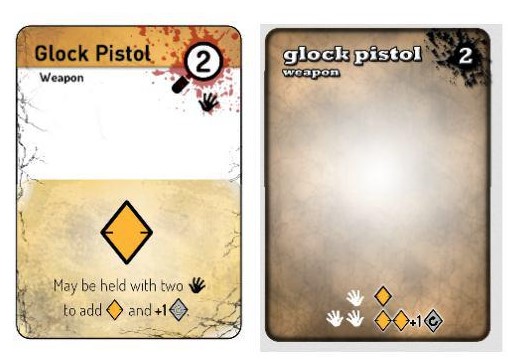 Glock Pistol
2
Weapon
May be held with two
to add and +1
glock pistol
2
weapon
+1